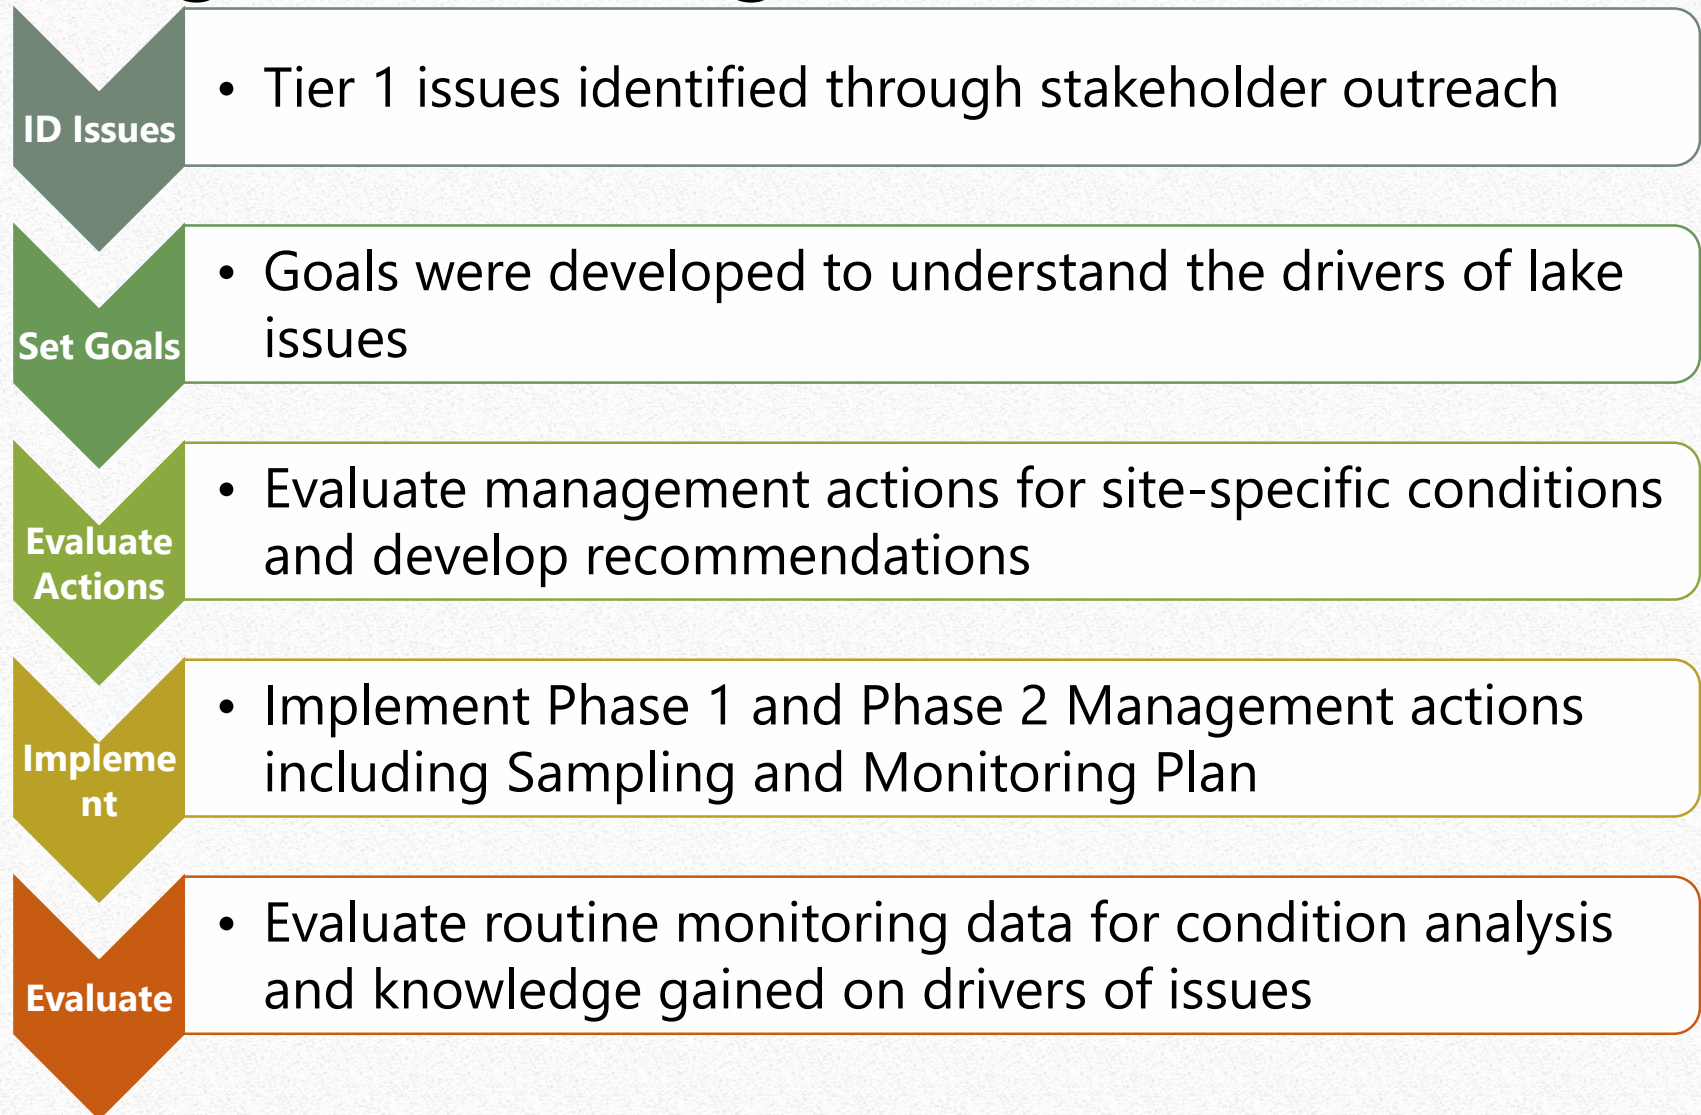 ID Issues
• Tier 1 issues identified through stakeholder outreach
Set Goals
• Goals were developed to understand the drivers of lake
issues
Evaluate
Actions
• Evaluate management actions for site-specific conditions
and develop recommendations
Impleme
nt
• Implement Phase 1 and Phase 2 Management actions
including Sampling and Monitoring Plan
Evaluate
• Evaluate routine monitoring data for condition analysis
and knowledge gained on drivers of issues